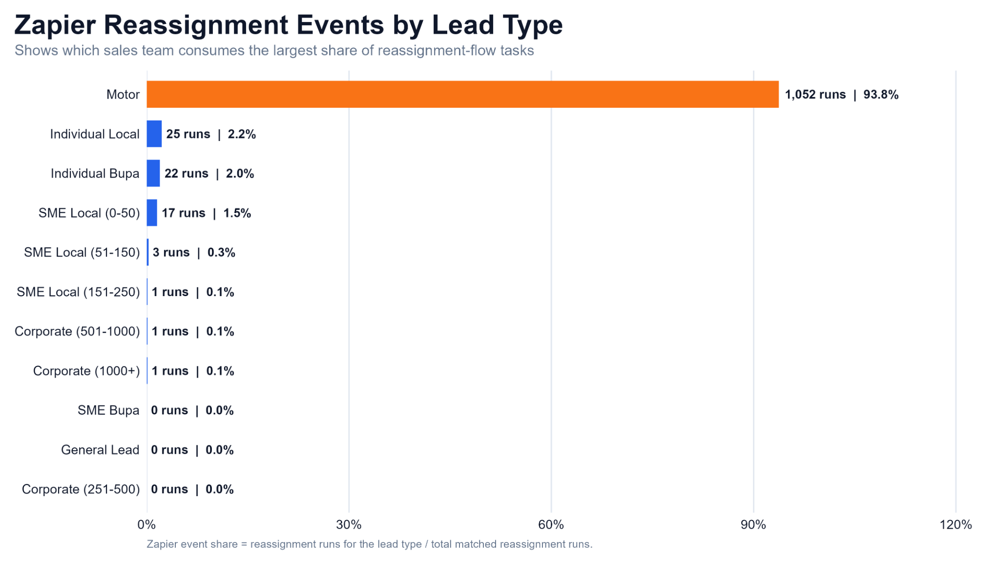 Zapier Reassignment Events by Lead Type
Shows which sales team consumes the largest share of reassignment-flow tasks
Motor 1,052 runs | 93.8%
Individual Local 25 runs | 2.2%
Individual Bupa 22 runs | 2.0%
SME Local (0-50) 17 runs | 1.5%
SME Local (51-150) 3 runs | 0.3%
SME Local (151-250) 1 runs | 0.1%
Corporate (501-1000) 1 runs | 0.1%
Corporate (1000+) 1 runs | 0.1%
SME Bupa 0 runs | 0.0%
General Lead 0 runs | 0.0%
Corporate (251-500) 0 runs | 0.0%
0% 30% 60% 90% 120%
Zapier event share = reassignment runs for the lead type / total matched reassignment runs.